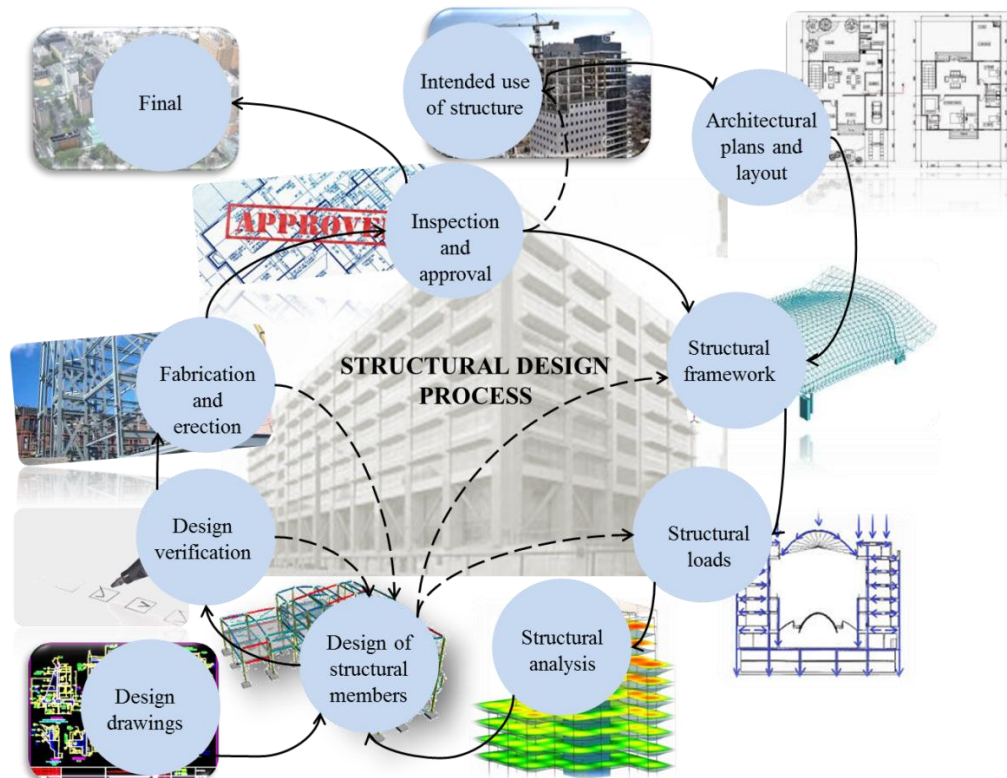 Final
Intended use
of structure
Architectural
plans and
layout
APPROVE
Inspection
and
approval
STRUCTURAL DESIGN
PROCESS
Structural
framework
Fabrication
and
erection
Design
verification
Structural
loads
Structural
analysis
Design of
structural
members
Design
drawings